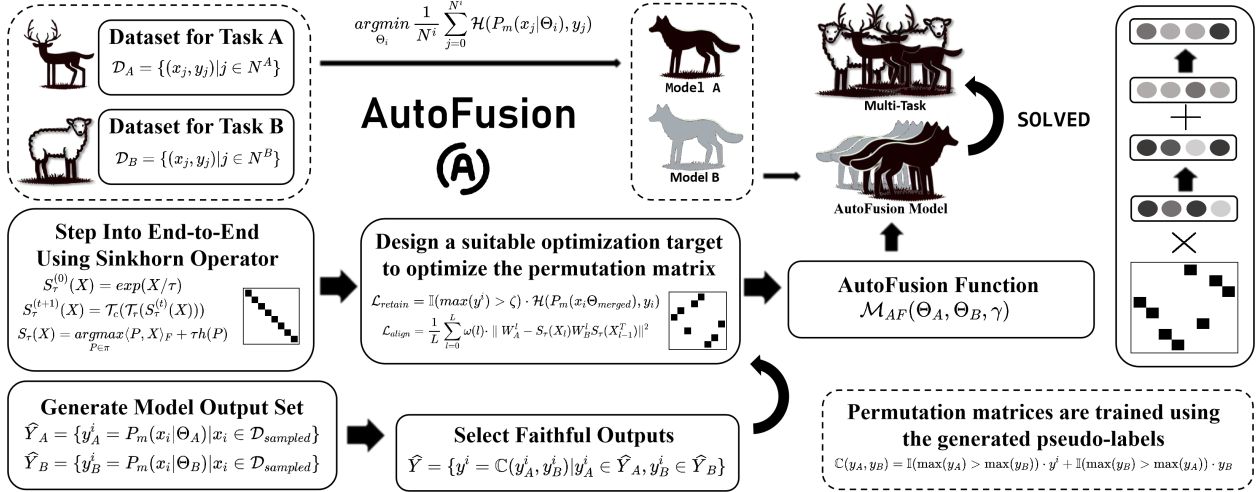 Dataset for Task A
𝒟_A = {(x_j, y_j)|j ∈ N^A}
Dataset for Task B
𝒟_B = {(x_j, y_j)|j ∈ N^B}
argmin_{Θ_i} 1/N^i ∑_{j=0}^{N^i} ℋ(P_m(x_j|Θ_i), y_j)
AutoFusion
A
Model A
Model B
Multi-Task
SOLVED
AutoFusion Model
Step Into End-to-End
Using Sinkhorn Operator
S_τ^{(0)}(X) = exp(X/τ)
S_τ^{(t+1)}(X) = 𝒯_c(𝒯_r(S_τ^{(t)}(X)))
S_τ(X) = argmax_{P∈π}⟨P, X⟩_F + τh(P)
Design a suitable optimization target
to optimize the permutation matrix
ℒ_retain = 𝕀(max(y^i) > ζ) · ℋ(P_m(x_iΘ_merged), y_i)
ℒ_align = 1/L ∑_{l=0}^{L} ω(l)· ∥ W_A^l − S_τ(X_l)W_B^l S_τ(X_{l−1}^T)∥^2
AutoFusion Function
ℳ_AF(Θ_A, Θ_B, γ)
Generate Model Output Set
Ŷ_A = {y_A^i = P_m(x_i|Θ_A)|x_i ∈ 𝒟_sampled}
Ŷ_B = {y_B^i = P_m(x_i|Θ_B)|x_i ∈ 𝒟_sampled}
Select Faithful Outputs
Ŷ = {y^i = ℂ(y_A^i, y_B^i)|y_A^i ∈ Ŷ_A, y_B^i ∈ Ŷ_B}
Permutation matrices are trained using
the generated pseudo-labels
ℂ(y_A, y_B) = 𝕀(max(y_A) > max(y_B)) · y^i + 𝕀(max(y_B) > max(y_A)) · y_B